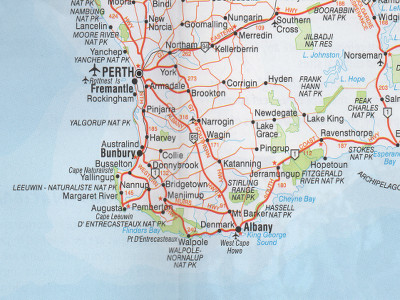 NAMBUNG
NAT PK
Moora
Bindi
Lancelin
MOORE RIVER
NAT PK
New
Norcia
Goomalling
Nungarin
Southern
Cross
BOORABBIN
NAT PK
Merredin
JILBADJI
NAT RES
Yanchep
YANCHEP NAT PK
Northam
94
Kellerberrin
L. Johnston
Norseman
PERTH
York
Rottnest Is
Fremantle
Armadale
Corrigin
Hyden
L. Hope
Rockingham
Brookton
FRANK
HANN
NAT PK
PEAK
CHARLES
NAT PK
Pinjarra
YALGORUP NAT PK
Narrogin
Newdegate
Lake
Grace
Lake King
Harvey
Wagin
Ravensthorpe
Australind
Bunbury
Collie
Pingrup
COAST
STOKES
NAT PK
Esperance
Busselton
Donnybrook
Katanning
Hopetoun
Cape Naturaliste
Yallingup
Jerramungup
FITZGERALD
RIVER NAT PK
LEEUWIN - NATURALISTE NAT PK
Nannup
Bridgetown
STIRLING
RANGE
NAT PK
ARCHIPELAGO
Margaret River
Manjimup
Cheyne Bay
Augusta
Pemberton
HASSELL
NAT PK
Cape Leeuwin
Mt Barker
D' ENTRECASTEAUX NAT PK
Denmark
Albany
Flinders Bay
Pt D'Entrecasteaux
Walpole
King George
Sound
WALPOLE-
NORNALUP
NAT PK
West Cape
Howe